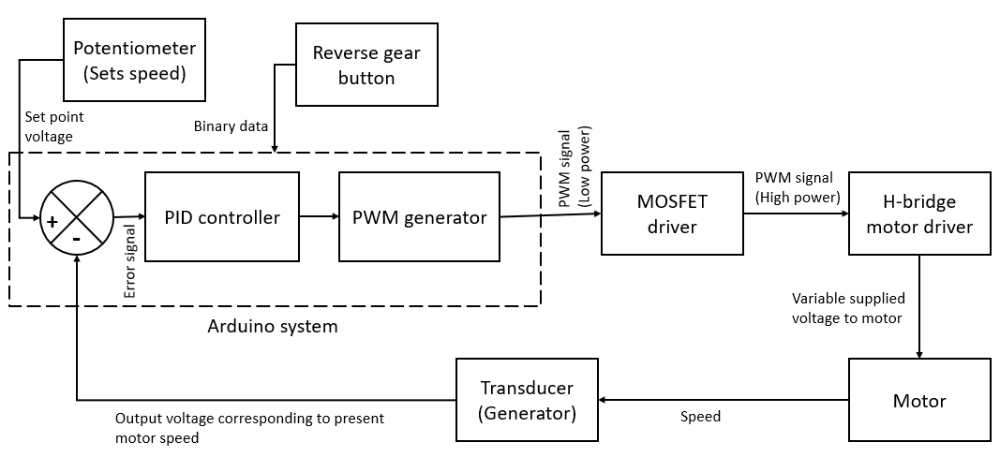 Potentiometer
(Sets speed)
Reverse gear
button
Set point
voltage
Binary data
+
-
Error signal
PID controller
PWM generator
PWM signal
(Low power)
MOSFET
driver
PWM signal
(High power)
H-bridge
motor driver
Arduino system
Variable supplied
voltage to motor
Motor
Speed
Transducer
(Generator)
Output voltage corresponding to present
motor speed